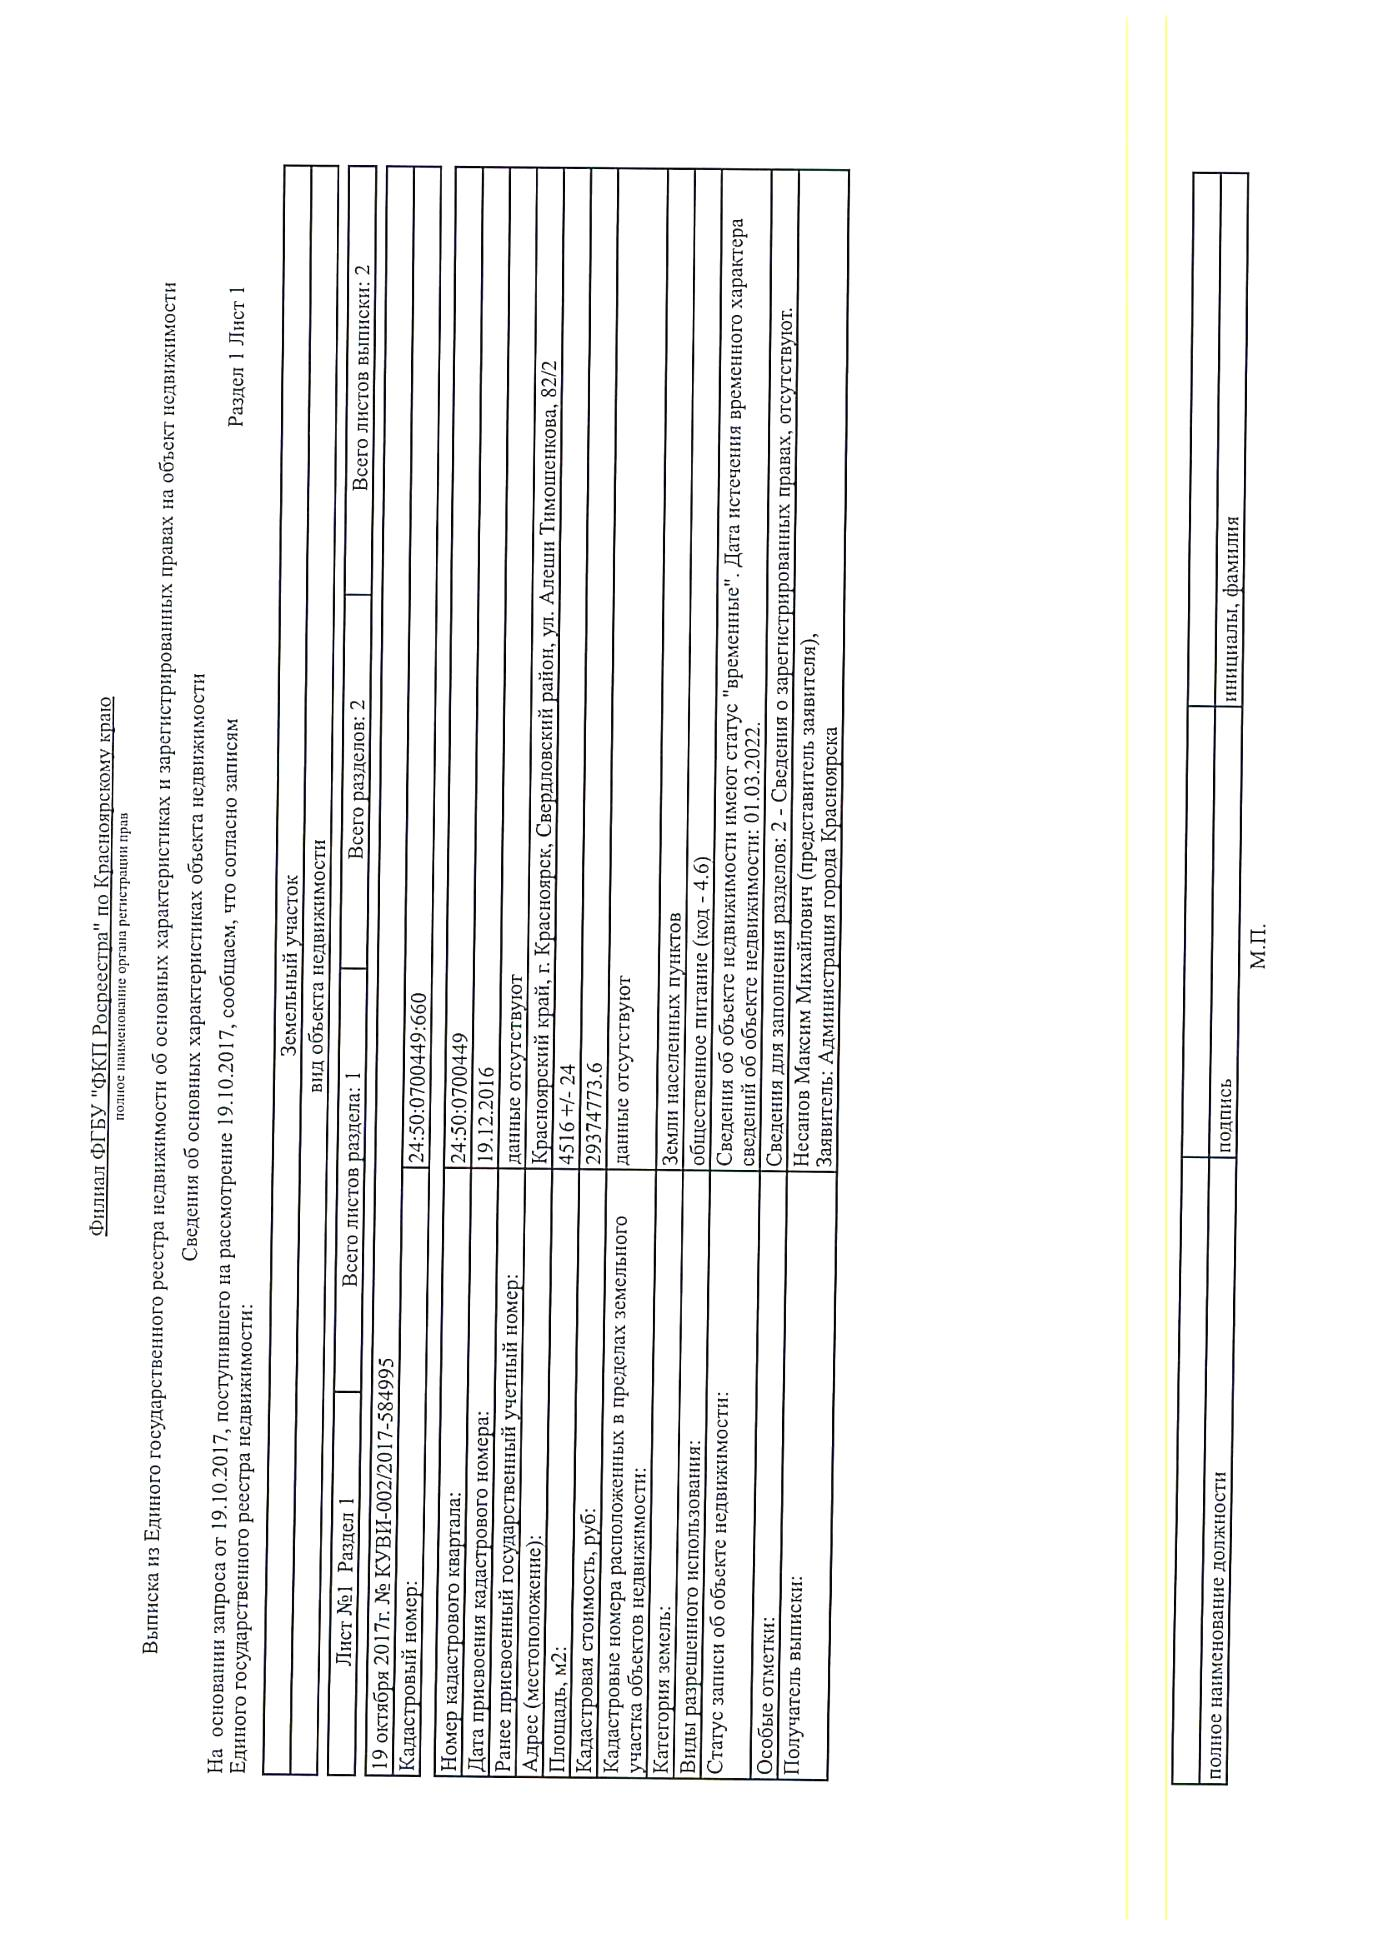 Филиал ФГБУ "ФКП Росреестра" по Красноярскому краю
полное наименование органа регистрации прав
Выписка из Единого государственного реестра недвижимости об основных характеристиках и зарегистрированных правах на объект недвижимости
Сведения об основных характеристиках объекта недвижимости
Раздел 1 Лист 1
На основании запроса от 19.10.2017, поступившего на рассмотрение 19.10.2017, сообщаем, что согласно записям
Единого государственного реестра недвижимости:
Земельный участок
вид объекта недвижимости
Лист №1 Раздел 1 Всего листов раздела: 1 Всего разделов: 2 Всего листов выписки: 2
19 октября 2017г. № КУВИ-002/2017-584995
Кадастровый номер: 24:50:0700449:660
Номер кадастрового квартала: 24:50:0700449
Дата присвоения кадастрового номера: 19.12.2016
Ранее присвоенный государственный учетный номер: данные отсутствуют
Адрес (местоположение): Красноярский край, г. Красноярск, Свердловский район, ул. Алеши Тимошенкова, 82/2
Площадь, м2: 4516 +/- 24
Кадастровая стоимость, руб: 29374773.6
Кадастровые номера расположенных в пределах земельного
участка объектов недвижимости: данные отсутствуют
Категория земель: Земли населенных пунктов
Виды разрешенного использования: общественное питание (код - 4.6)
Статус записи об объекте недвижимости: Сведения об объекте недвижимости имеют статус "временные". Дата истечения временного характера
сведений об объекте недвижимости: 01.03.2022.
Особые отметки: Сведения для заполнения разделов: 2 - Сведения о зарегистрированных правах, отсутствуют.
Получатель выписки: Несанов Максим Михайлович (представитель заявителя),
Заявитель: Администрация города Красноярска
полное наименование должности подпись инициалы, фамилия
М.П.